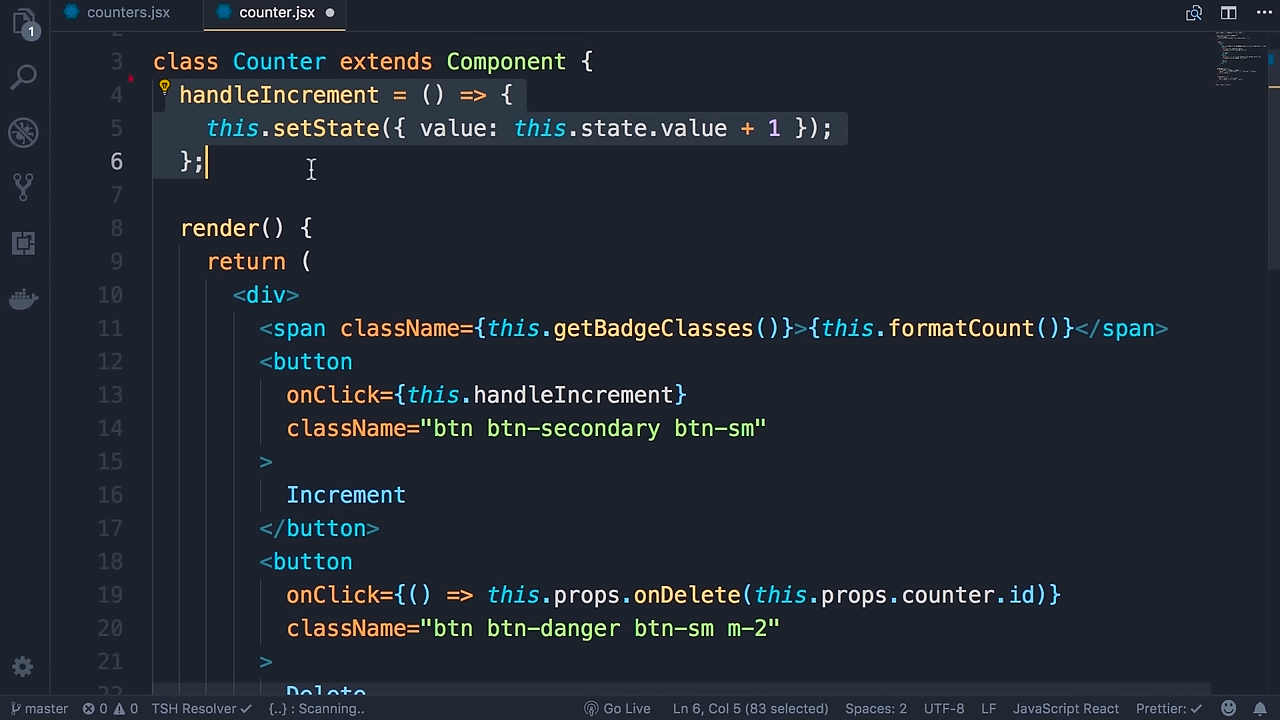 counters.jsx counter.jsx
1
2
3 class Counter extends Component {
4 handleIncrement = () => {
5 this.setState({ value: this.state.value + 1 });
6 };
7
8 render() {
9 return (
10 <div>
11 <span className={this.getBadgeClasses()}>{this.formatCount()}</span>
12 <button
13 onClick={this.handleIncrement}
14 className="btn btn-secondary btn-sm"
15 >
16 Increment
17 </button>
18 <button
19 onClick={() => this.props.onDelete(this.props.counter.id)}
20 className="btn btn-danger btn-sm m-2"
21 >
22 Delete
master 0 0 TSH Resolver ✓ {..} : Scanning.. Go Live Ln 6, Col 5 (83 selected) Spaces: 2 UTF-8 LF JavaScript React Prettier: ✓